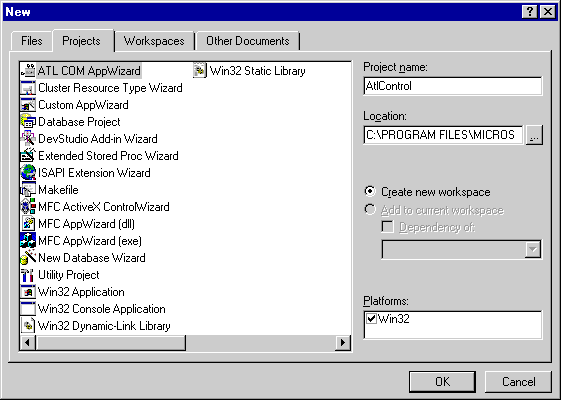 New
Files
Projects
Workspaces
Other Documents
ATL COM AppWizard
Cluster Resource Type Wizard
Custom AppWizard
Database Project
DevStudio Add-in Wizard
Extended Stored Proc Wizard
ISAPI Extension Wizard
Makefile
MFC ActiveX ControlWizard
MFC AppWizard (dll)
MFC AppWizard (exe)
New Database Wizard
Utility Project
Win32 Application
Win32 Console Application
Win32 Dynamic-Link Library
Win32 Static Library
Project name:
AtlControl
Location:
C:\PROGRAM FILES\MICROS
...
Create new workspace
Add to current workspace
Dependency of:
Platforms:
Win32
OK
Cancel